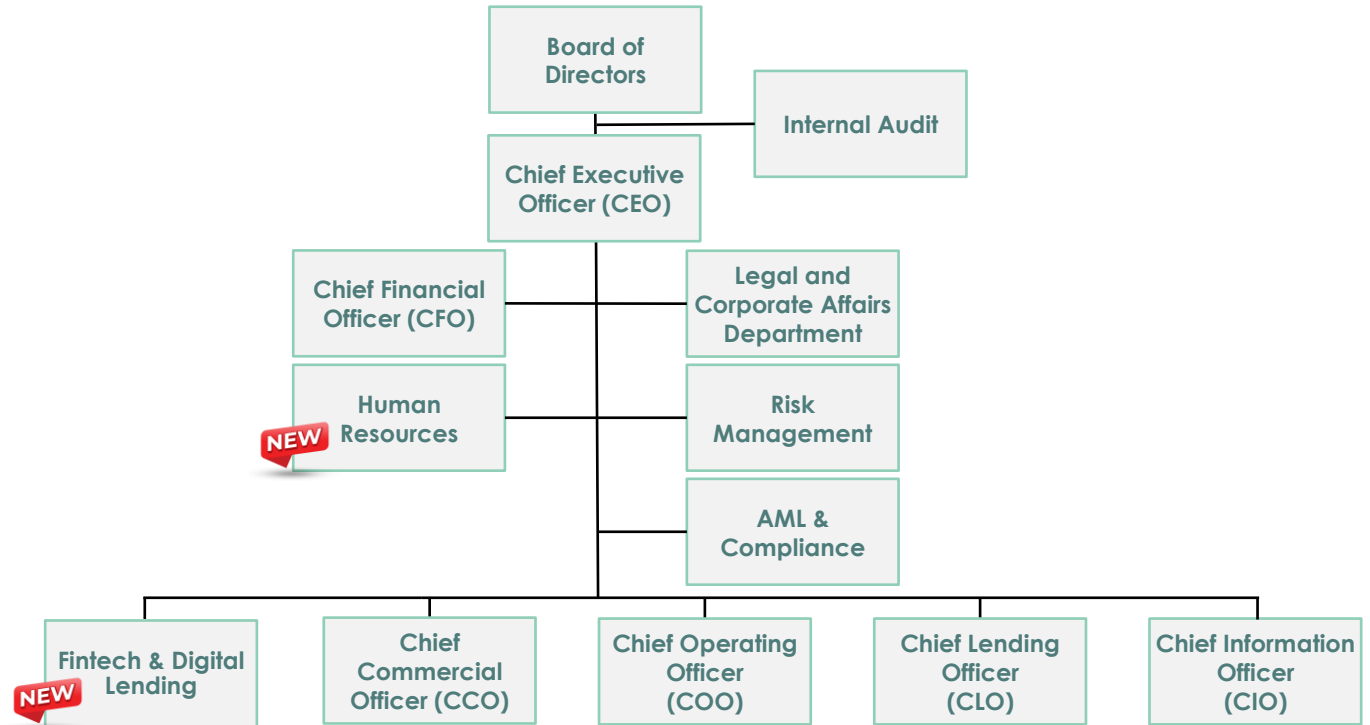 Board of
Directors
Internal Audit
Chief Executive
Officer (CEO)
Chief Financial
Officer (CFO)
Legal and
Corporate Affairs
Department
Human
Resources
NEW
Risk
Management
AML &
Compliance
Fintech & Digital
Lending
NEW
Chief
Commercial
Officer (CCO)
Chief Operating
Officer
(COO)
Chief Lending
Officer
(CLO)
Chief Information
Officer
(CIO)